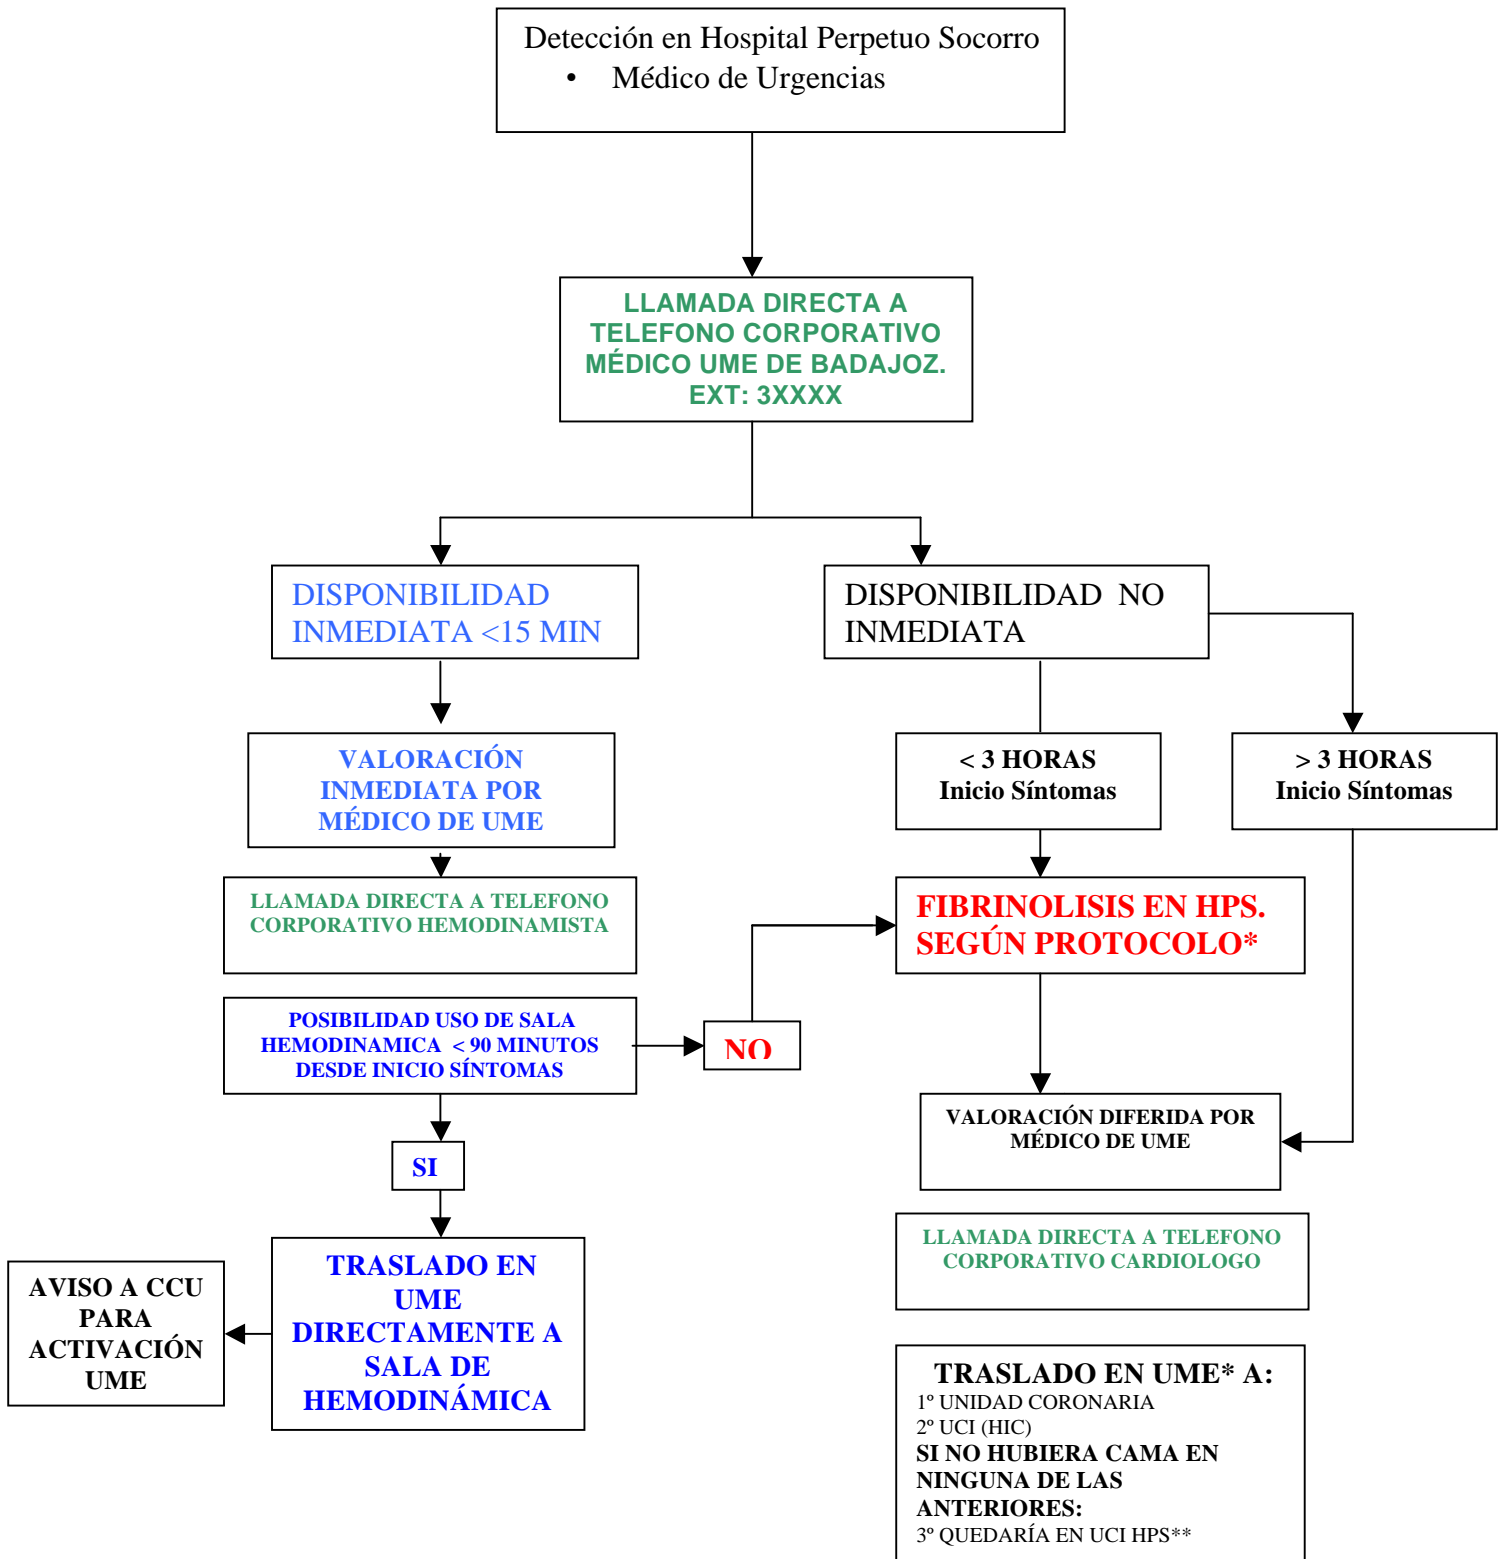 Detección en Hospital Perpetuo Socorro
• Médico de Urgencias
LLAMADA DIRECTA A
TELEFONO CORPORATIVO
MÉDICO UME DE BADAJOZ.
EXT: 3XXXX
DISPONIBILIDAD
INMEDIATA <15 MIN
DISPONIBILIDAD NO
INMEDIATA
VALORACIÓN
INMEDIATA POR
MÉDICO DE UME
< 3 HORAS
Inicio Síntomas
> 3 HORAS
Inicio Síntomas
LLAMADA DIRECTA A TELEFONO
CORPORATIVO HEMODINAMISTA
FIBRINOLISIS EN HPS.
SEGÚN PROTOCOLO*
POSIBILIDAD USO DE SALA
HEMODINAMICA < 90 MINUTOS
DESDE INICIO SÍNTOMAS
NO
VALORACIÓN DIFERIDA POR
MÉDICO DE UME
SI
LLAMADA DIRECTA A TELEFONO
CORPORATIVO CARDIOLOGO
TRASLADO EN
UME
DIRECTAMENTE A
SALA DE
HEMODINÁMICA
AVISO A CCU
PARA
ACTIVACIÓN
UME
TRASLADO EN UME* A:
1º UNIDAD CORONARIA
2º UCI (HIC)
SI NO HUBIERA CAMA EN
NINGUNA DE LAS
ANTERIORES:
3º QUEDARÍA EN UCI HPS**